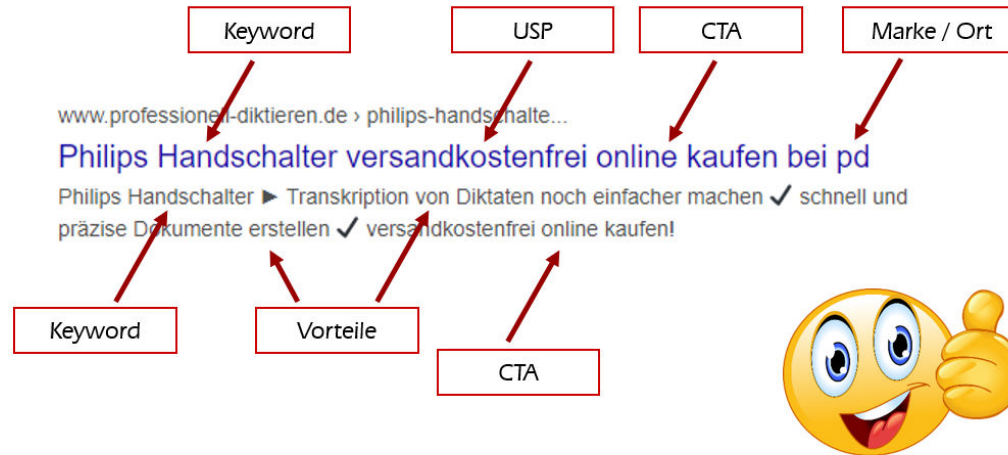 Keyword USP CTA Marke / Ort
www.professionell-diktieren.de › philips-handschalte...
Philips Handschalter versandkostenfrei online kaufen bei pd
Philips Handschalter ► Transkription von Diktaten noch einfacher machen ✔ schnell und
präzise Dokumente erstellen ✔ versandkostenfrei online kaufen!
Keyword Vorteile
CTA